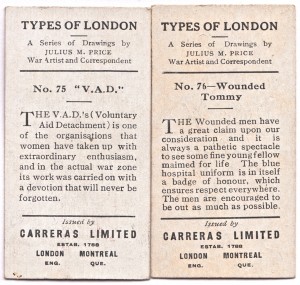 TYPES OF LONDON
A Series of Drawings by
JULIUS M. PRICE
War Artist and Correspondent
No. 75 "V.A.D."
THE V.A.D.'s (Voluntary
Aid Detachment) is one
of the organisations that
women have taken up with
extraordinary enthusiasm,
and in the actual war zone
its work was carried on with
a devotion that will never be
forgotten.
Issued by
CARRERAS LIMITED
ESTAB. 1788
LONDON MONTREAL
ENG. QUE.
TYPES OF LONDON
A Series of Drawings by
JULIUS M. PRICE
War Artist and Correspondent
No. 76—Wounded
Tommy
THE Wounded men have
a great claim upon our
consideration and it is
always a pathetic spectacle
to see some fine young fellow
maimed for life. The blue
hospital uniform is in itself
a badge of honour, which
ensures respect everywhere.
The men are encouraged to
be out as much as possible.
Issued by
CARRERAS LIMITED
ESTAB. 1788
LONDON MONTREAL
ENG. QUE.